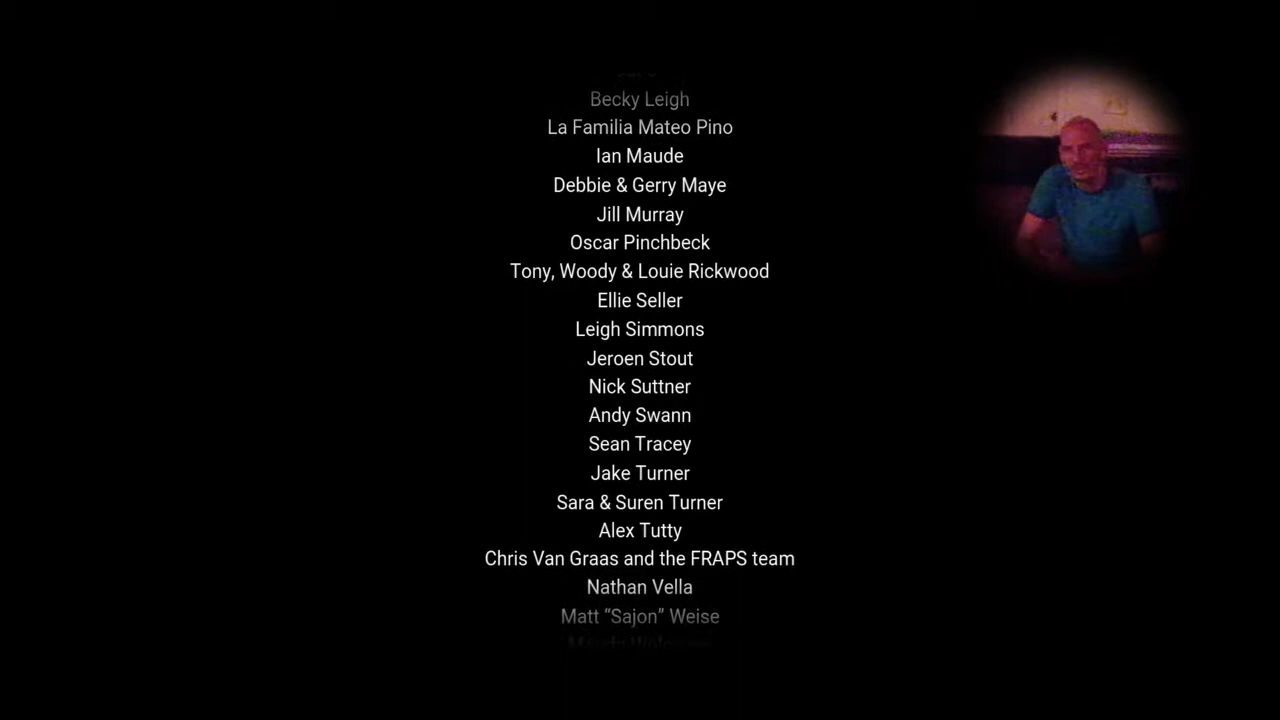 Becky Leigh
La Familia Mateo Pino
Ian Maude
Debbie & Gerry Maye
Jill Murray
Oscar Pinchbeck
Tony, Woody & Louie Rickwood
Ellie Seller
Leigh Simmons
Jeroen Stout
Nick Suttner
Andy Swann
Sean Tracey
Jake Turner
Sara & Suren Turner
Alex Tutty
Chris Van Graas and the FRAPS team
Nathan Vella
Matt “Sajon” Weise